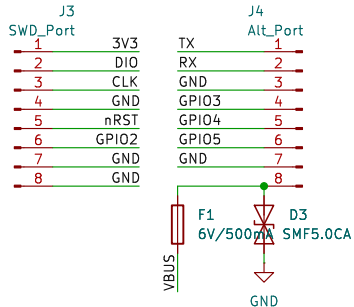 J3
SWD_Port
1 3V3
2 DIO
3 CLK
4 GND
5 nRST
6 GPIO2
7 GND
8 GND
J4
Alt_Port
TX 1
RX 2
GND 3
GPIO3 4
GPIO4 5
GPIO5 6
GND 7
8
F1
6V/500mA
VBUS
D3
SMF5.0CA
GND